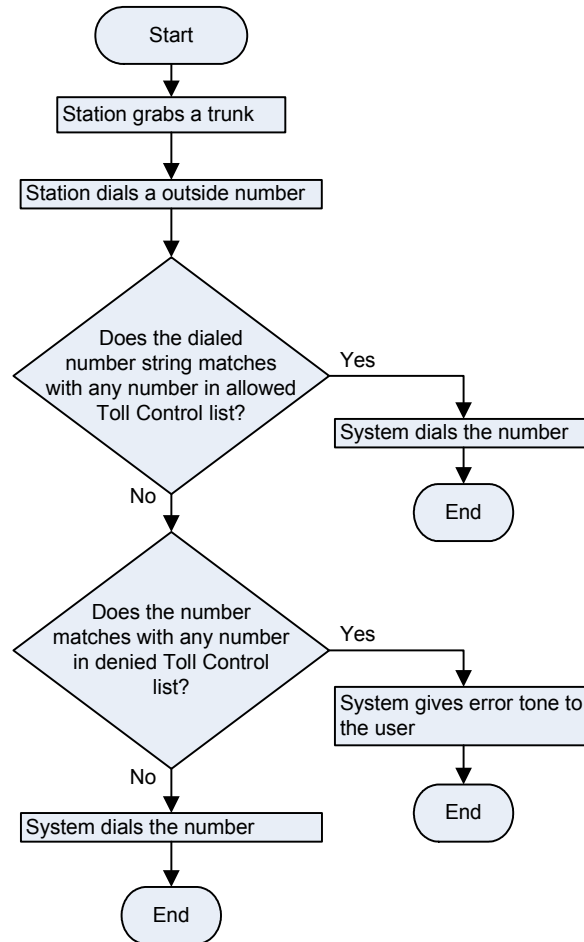 Start
Station grabs a trunk
Station dials a outside number
Does the dialed
number string matches
with any number in allowed
Toll Control list?
Yes
System dials the number
End
No
Does the number
matches with any number
in denied Toll Control
list?
Yes
System gives error tone to
the user
End
No
System dials the number
End